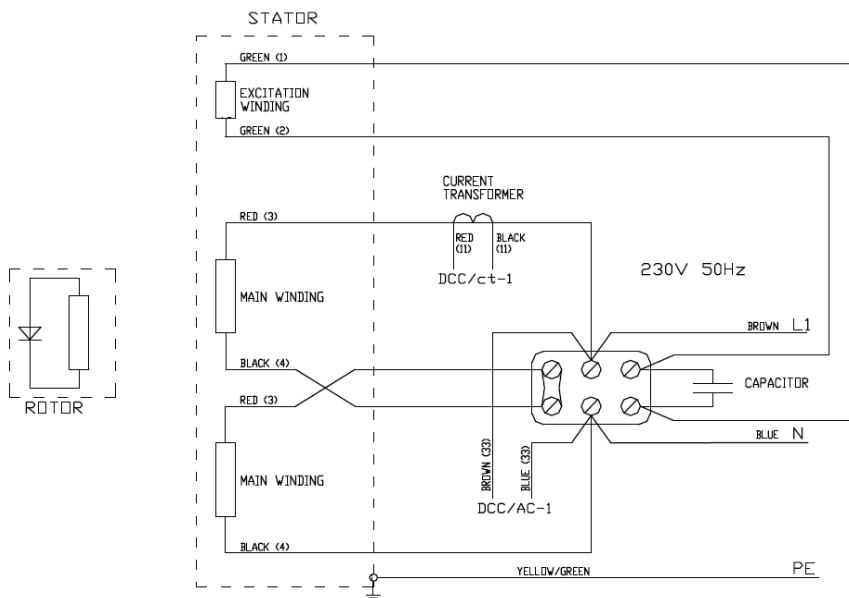 STATOR
GREEN (1)
EXCITATION
WINDING
GREEN (2)
CURRENT
TRANSFORMER
RED (3)
RED
(11)
BLACK
(11)
DCC/ct-1
230V 50Hz
MAIN WINDING
BROWN L1
BLACK (4)
CAPACITOR
ROTOR
RED (3)
BLUE N
BROWN (33)
BLUE (33)
MAIN WINDING
DCC/AC-1
BLACK (4)
YELLOW/GREEN
PE